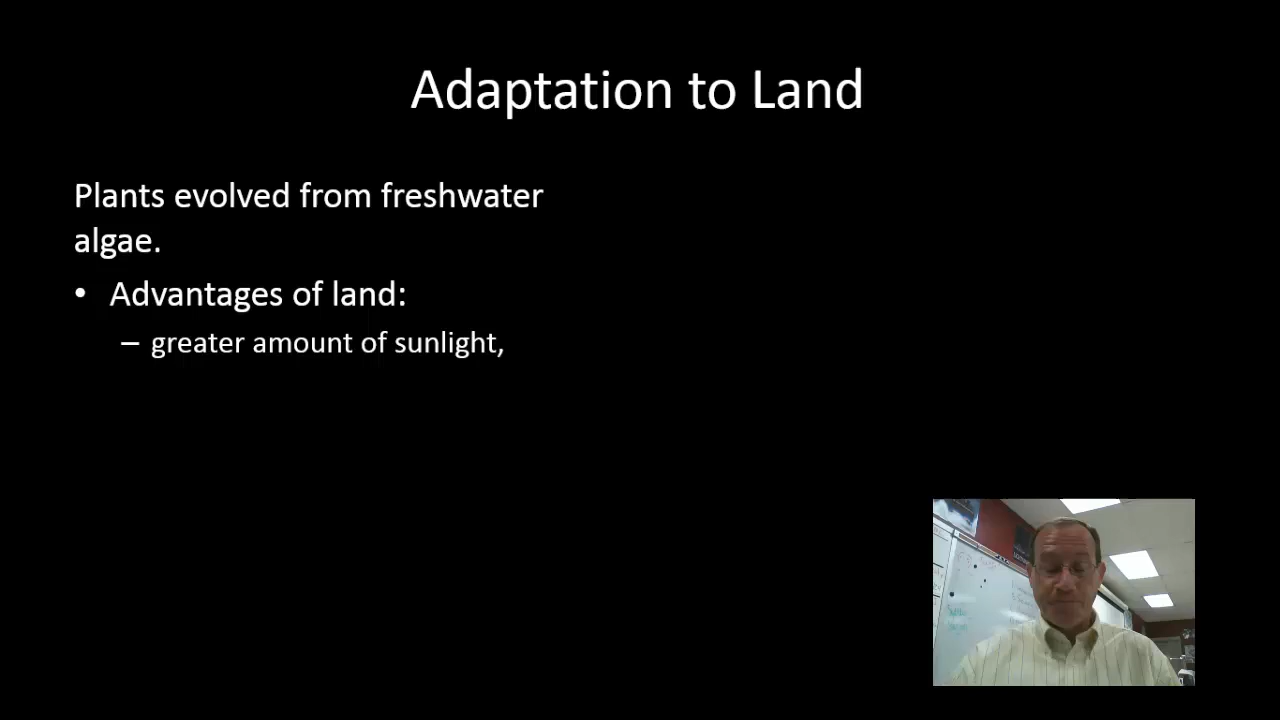 Adaptation to Land
Plants evolved from freshwater
algae.
• Advantages of land:
– greater amount of sunlight,